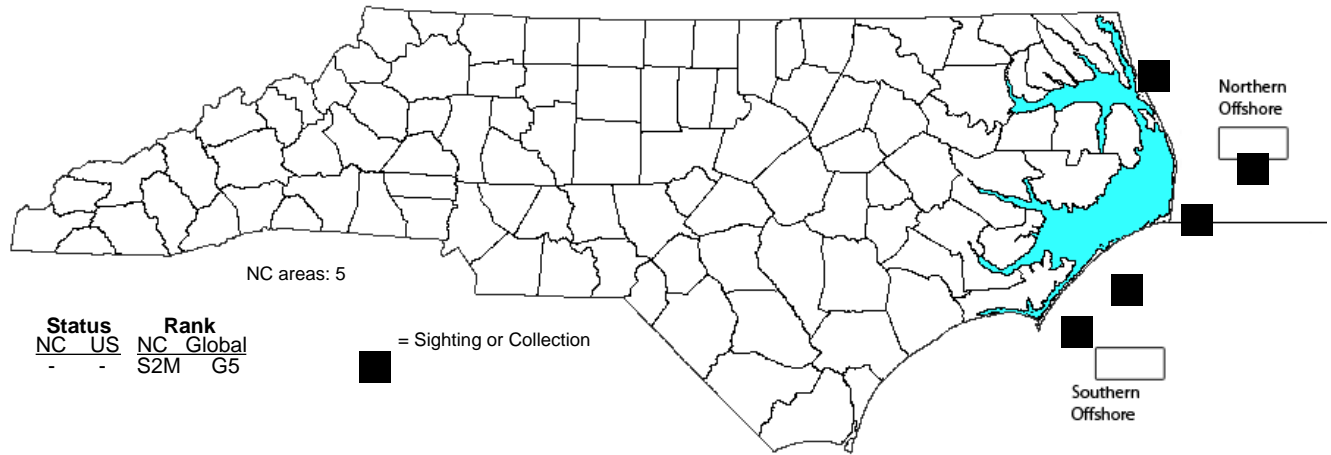 Northern
Offshore
NC areas: 5
Status Rank
NC US NC Global
- - S2M G5
= Sighting or Collection
Southern
Offshore